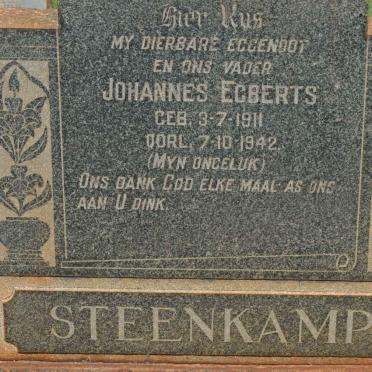 Hier Rus
MY DIERBARE EGGENOOT
EN ONS VADER
JOHANNES EGBERTS
GEB. 9-7-1911
OORL. 7-10-1942.
(MYN ONGELUK)
ONS DANK GOD ELKE MAAL AS ONS
AAN U DINK.
STEENKAMP